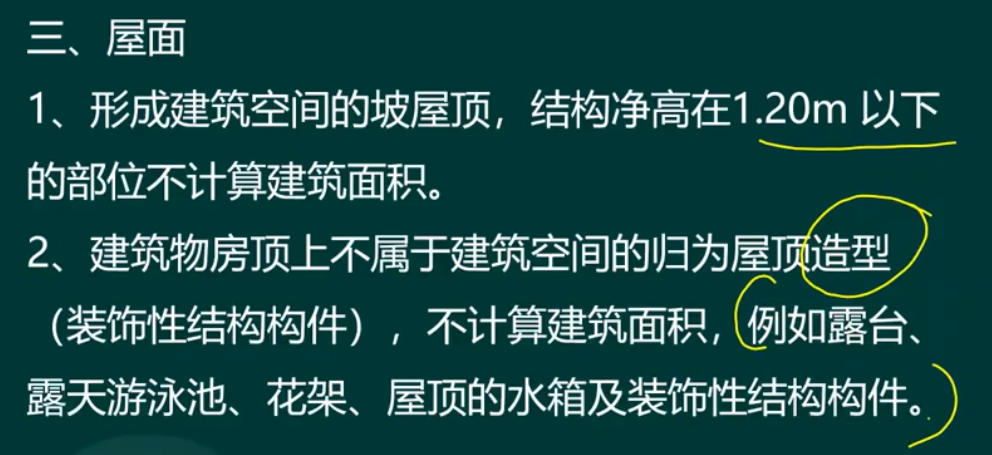 三、屋面
1、形成建筑空间的坡屋顶，结构净高在1.20m 以下
的部位不计算建筑面积。
2、建筑物房顶上不属于建筑空间的归为屋顶造型
（装饰性结构构件），不计算建筑面积，例如露台、
露天游泳池、花架、屋顶的水箱及装饰性结构构件。